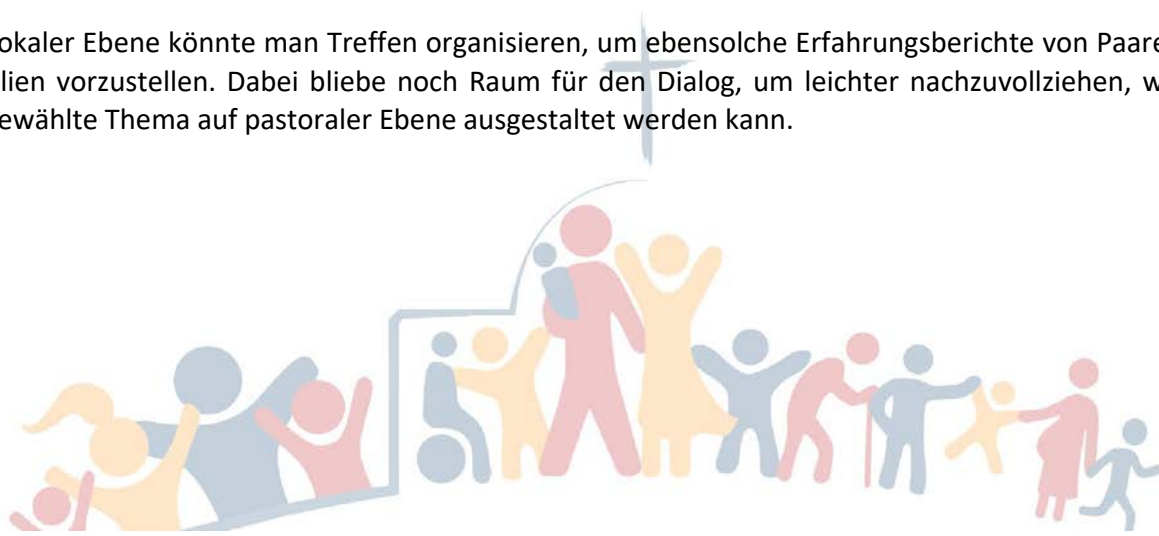 okaler Ebene könnte man Treffen organisieren, um ebensolche Erfahrungsberichte von Paare
lien vorzustellen. Dabei bliebe noch Raum für den Dialog, um leichter nachzuvollziehen, w
ewählte Thema auf pastoraler Ebene ausgestaltet werden kann.